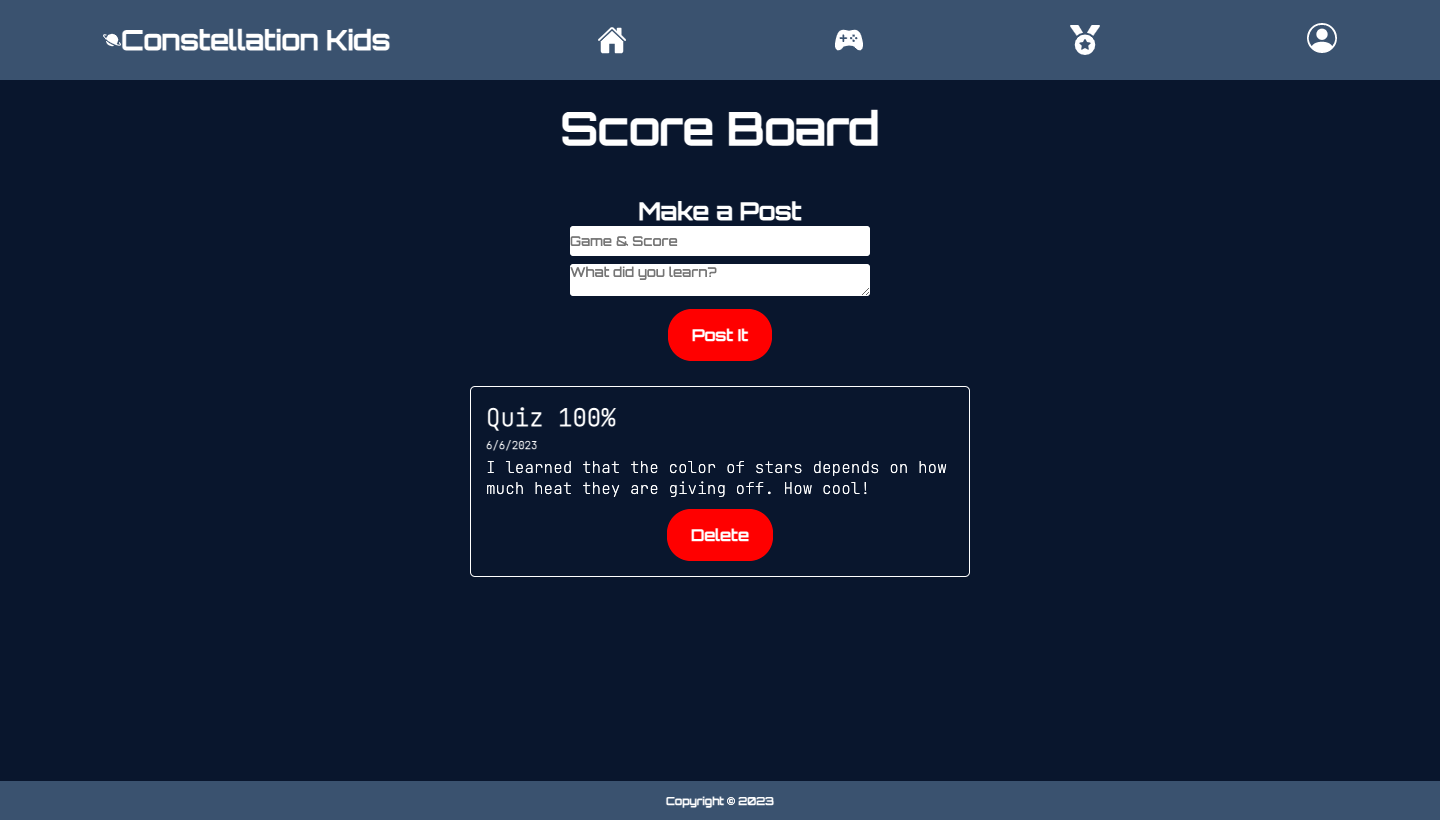 Constellation Kids
Score Board
Make a Post
Game & Score
What did you learn?
Post It
Quiz 100%
6/6/2023
I learned that the color of stars depends on how
much heat they are giving off. How cool!
Delete
Copyright © 2023